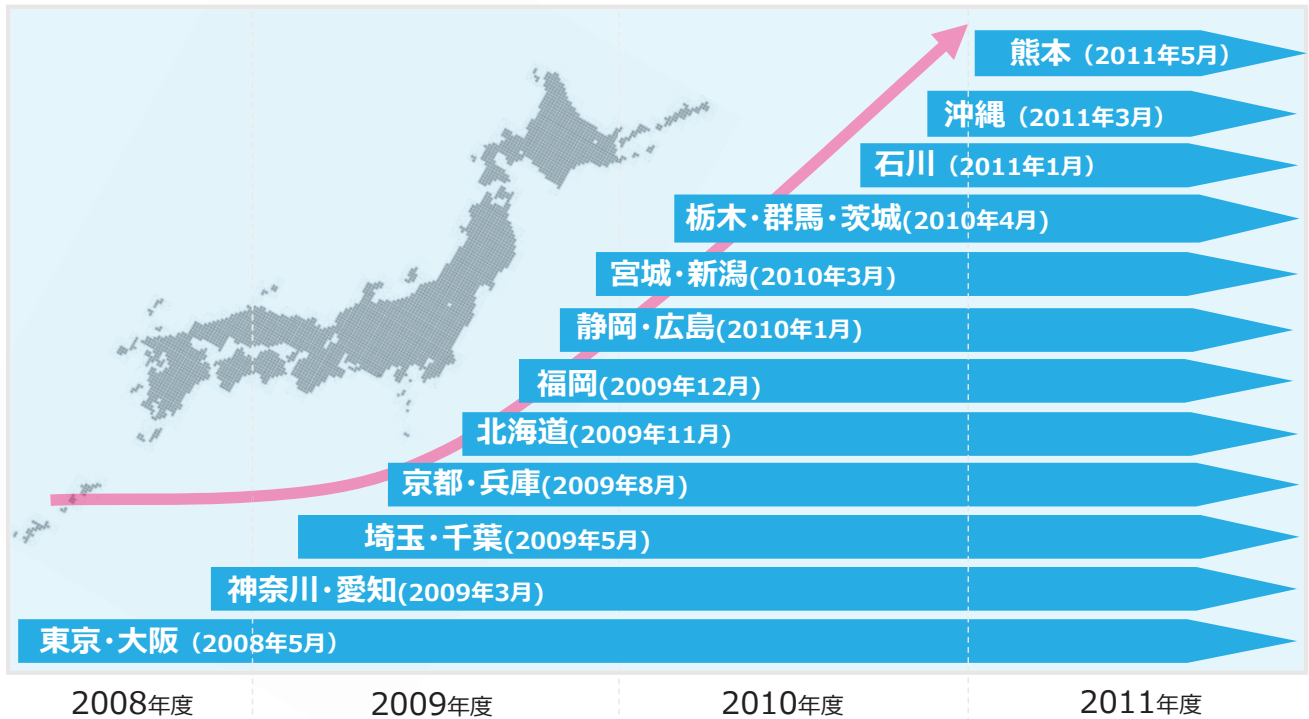 熊本（2011年5月）
沖縄（2011年3月）
石川（2011年1月）
栃木・群馬・茨城(2010年4月)
宮城・新潟(2010年3月)
静岡・広島(2010年1月)
福岡(2009年12月)
北海道(2009年11月)
京都・兵庫(2009年8月)
埼玉・千葉(2009年5月)
神奈川・愛知(2009年3月)
東京・大阪（2008年5月）
2008年度 2009年度 2010年度 2011年度